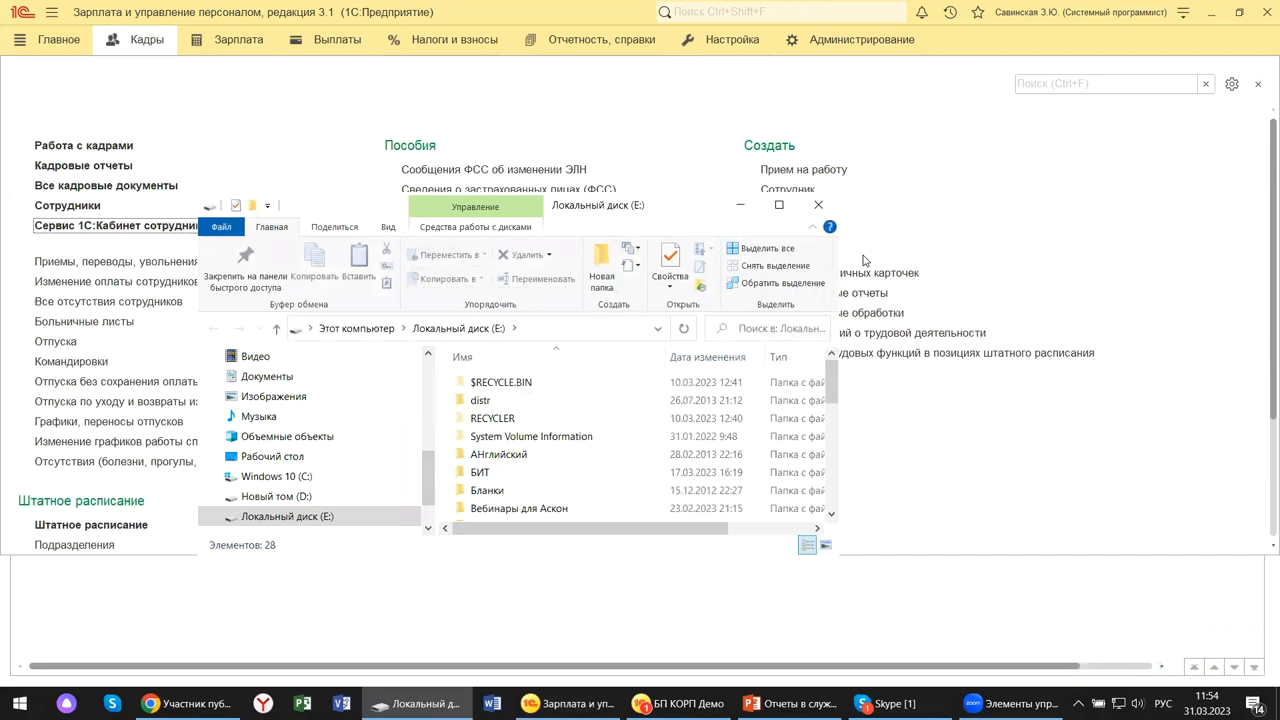 Зарплата и управление персоналом, редакция 3.1 (1С:Предприятие)
Поиск Ctrl+Shift+F
Савинская З.Ю. (Системный программист)
Главное
Кадры
Зарплата
Выплаты
Налоги и взносы
Отчетность, справки
Настройка
Администрирование
Поиск (Ctrl+F)
Работа с кадрами
Кадровые отчеты
Все кадровые документы
Сотрудники
Сервис 1С:Кабинет сотрудни
Приемы, переводы, увольнения
Изменение оплаты сотрудников
Все отсутствия сотрудников
Больничные листы
Отпуска
Командировки
Отпуска без сохранения оплаты
Отпуска по уходу и возвраты из
Графики, переносы отпусков
Изменение графиков работы сп
Отсутствия (болезни, прогулы,
Штатное расписание
Штатное расписание
Подразделения
Пособия
Сообщения ФСС об изменении ЭЛН
Сведения о застрахованных лицах (ФСС)
Создать
Прием на работу
Сотрудник
ичных карточек
ые отчеты
ые обработки
ий о трудовой деятельности
удовых функций в позициях штатного расписания
Управление
Локальный диск (E:)
Файл
Главная
Поделиться
Вид
Средства работы с дисками
Закрепить на панели быстрого доступа
Копировать
Вставить
Буфер обмена
Переместить в
Копировать в
Удалить
Переименовать
Упорядочить
Новая папка
Создать
Свойства
Открыть
Выделить все
Снять выделение
Обратить выделение
Выделить
Этот компьютер
Локальный диск (E:)
Поиск в: Локальн...
Видео
Документы
Изображения
Музыка
Объемные объекты
Рабочий стол
Windows 10 (C:)
Новый том (D:)
Локальный диск (E:)
Имя
Дата изменения
Тип
$RECYCLE.BIN 10.03.2023 12:41 Папка с фай
distr 26.07.2013 21:12 Папка с фай
RECYCLER 10.03.2023 12:40 Папка с фай
System Volume Information 31.01.2022 9:48 Папка с фай
АНглийский 28.02.2013 22:16 Папка с фай
БИТ 17.03.2023 16:19 Папка с фай
Бланки 15.12.2012 22:27 Папка с фай
Вебинары для Аскон 23.02.2023 21:15 Папка с фай
Элементов: 28
Участник пуб...
Локальный д...
Зарплата и уп...
БП КОРП Демо
Отчеты в служ...
Skype [1]
Элементы упр...
РУС
11:54
31.03.2023
14